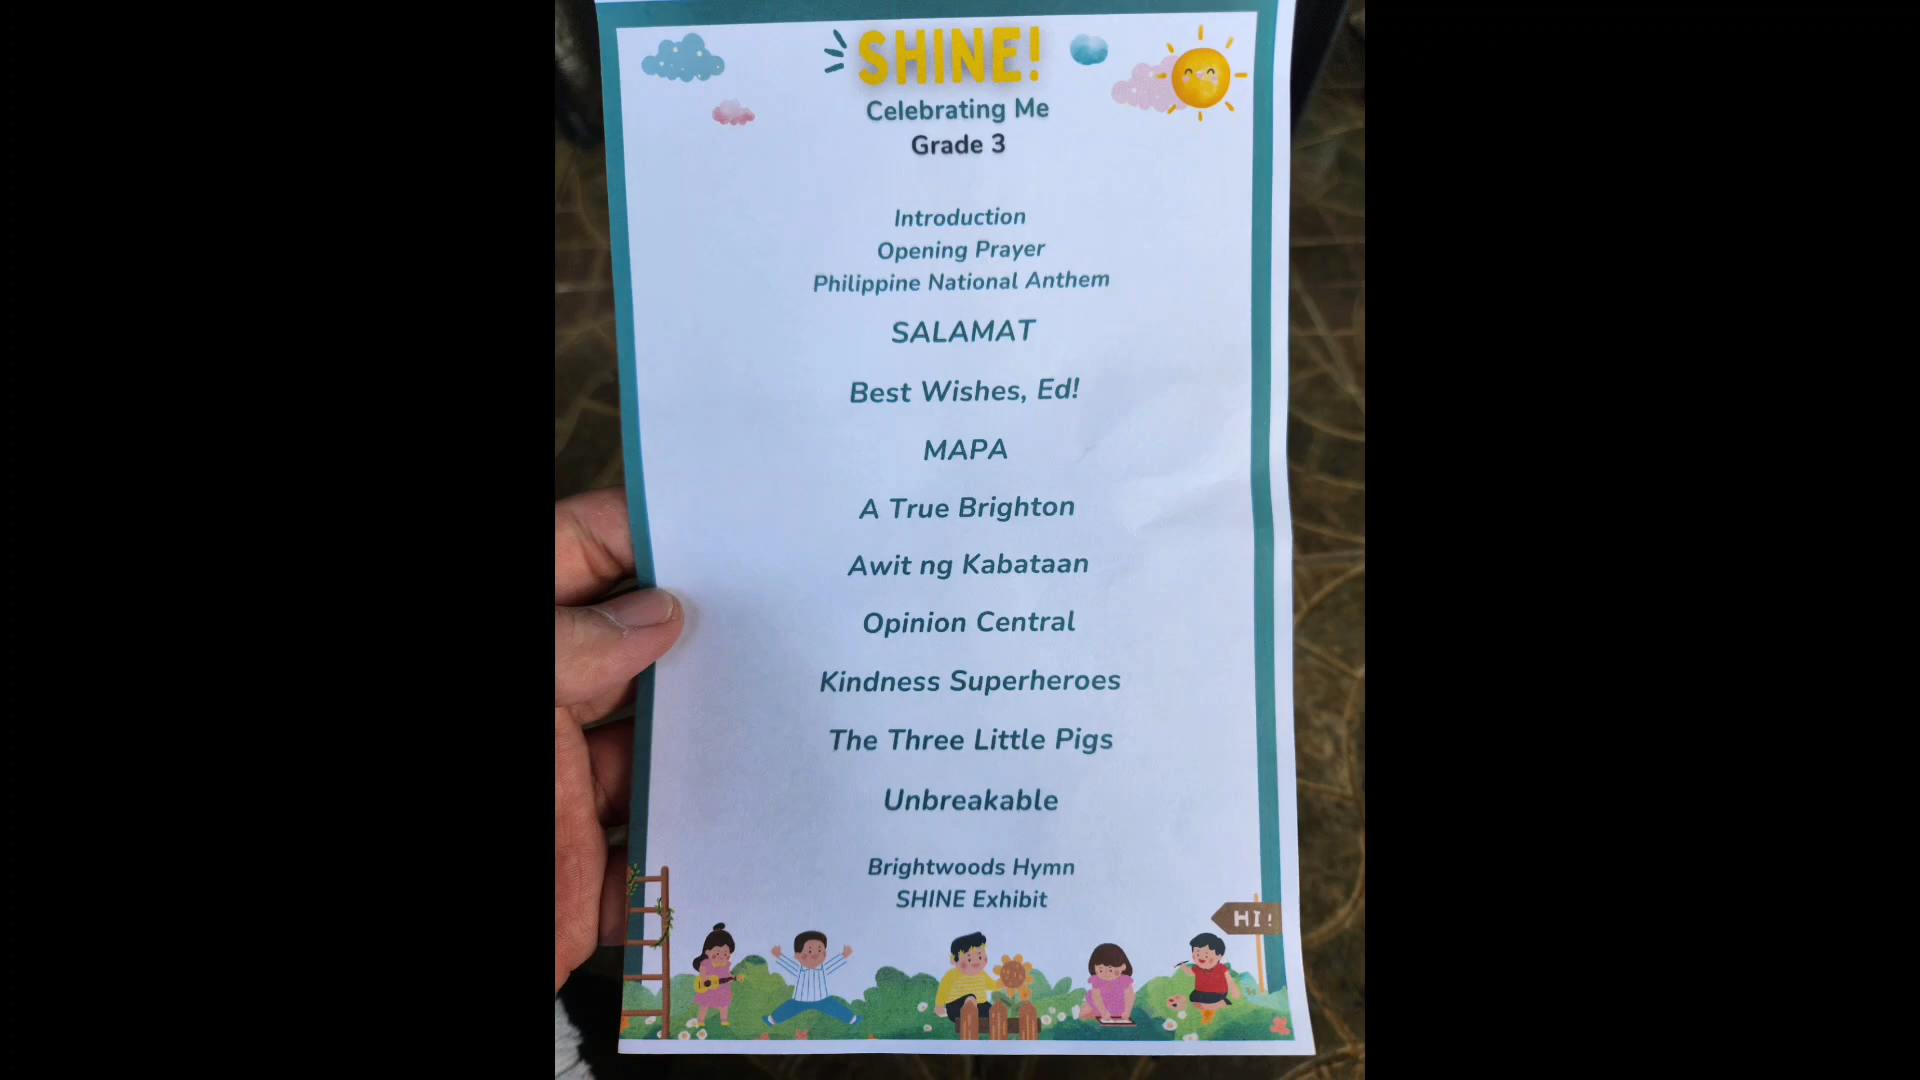 SHINE!
Celebrating Me
Grade 3
Introduction
Opening Prayer
Philippine National Anthem
SALAMAT
Best Wishes, Ed!
MAPA
A True Brighton
Awit ng Kabataan
Opinion Central
Kindness Superheroes
The Three Little Pigs
Unbreakable
Brightwoods Hymn
SHINE Exhibit
HI!